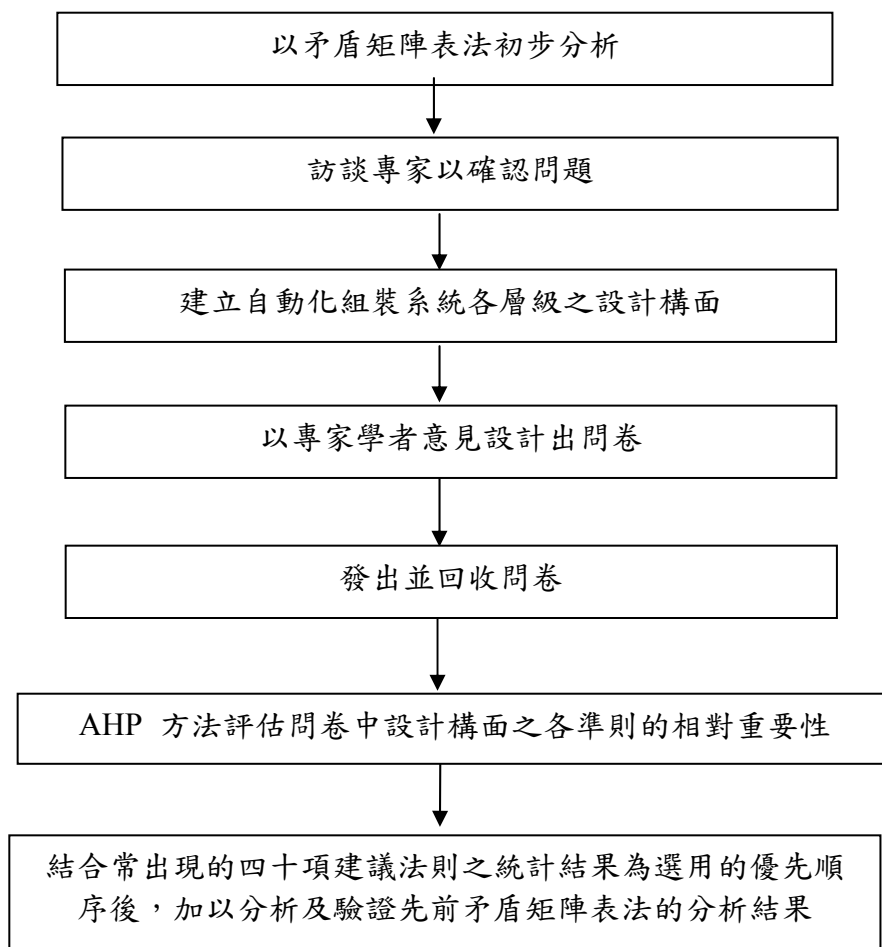 以矛盾矩陣表法初步分析
訪談專家以確認問題
建立自動化組裝系統各層級之設計構面
以專家學者意見設計出問卷
發出並回收問卷
AHP 方法評估問卷中設計構面之各準則的相對重要性
結合常出現的四十項建議法則之統計結果為選用的優先順
序後，加以分析及驗證先前矛盾矩陣表法的分析結果